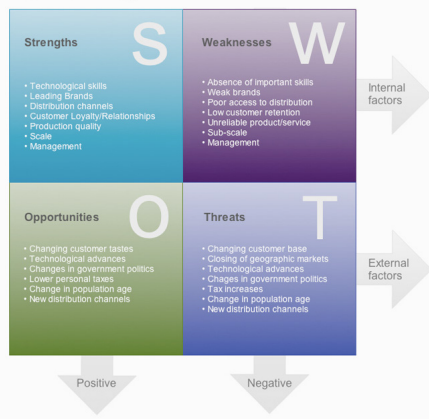 S
Strengths
• Technological skills
• Leading Brands
• Distribution channels
• Customer Loyalty/Relationships
• Production quality
• Scale
• Management
W
Weaknesses
• Absence of important skills
• Weak brands
• Poor access to distribution
• Low customer retention
• Unreliable product/service
• Sub-scale
• Management
Internal
factors
O
Opportunities
• Changing customer tastes
• Technological advances
• Changes in government politics
• Lower personal taxes
• Change in population age
• New distribution channels
T
Threats
• Changing customer base
• Closing of geographic markets
• Technological advances
• Chages in government politics
• Tax increases
• Change in population age
• New distribution channels
External
factors
Positive
Negative